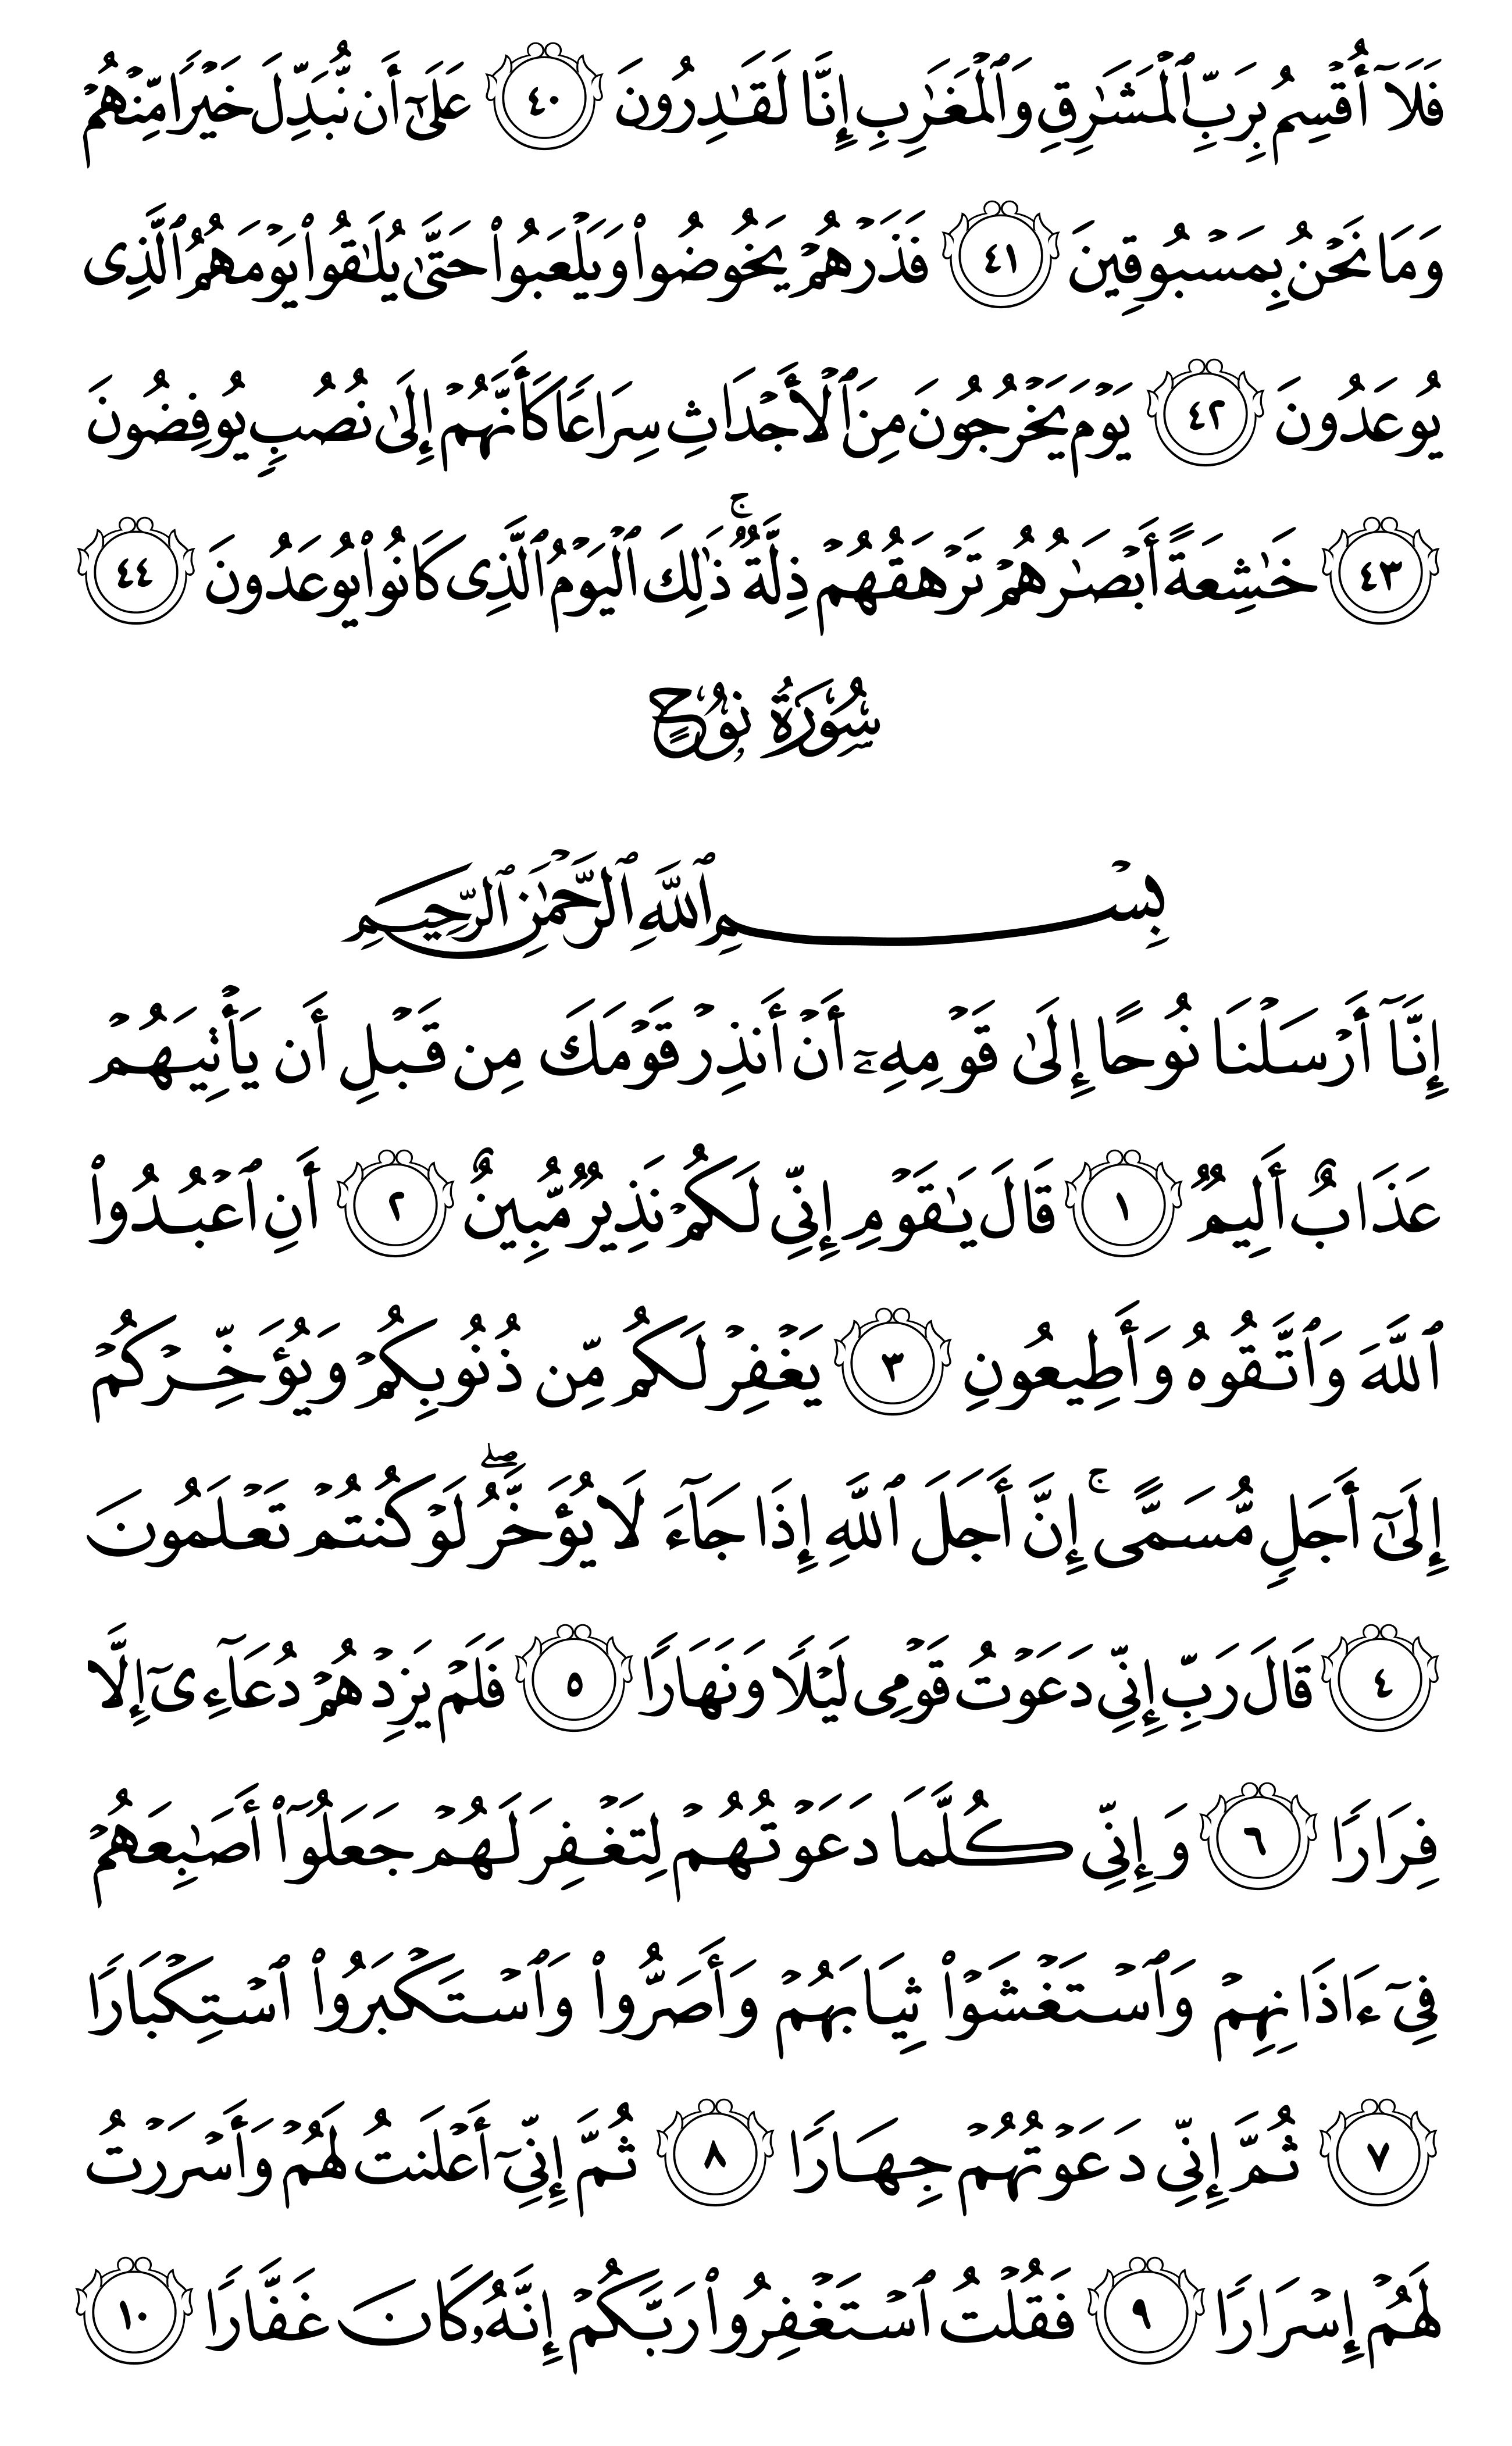 فَلَآ أُقْسِمُ بِرَبِّ ٱلْمَشَٰرِقِ وَٱلْمَغَٰرِبِ إِنَّا لَقَٰدِرُونَ ٤٠ عَلَىٰٓ أَن نُّبَدِّلَ خَيْرًا مِّنْهُمْ
وَمَا نَحْنُ بِمَسْبُوقِينَ ٤١ فَذَرْهُمْ يَخُوضُوا۟ وَيَلْعَبُوا۟ حَتَّىٰ يُلَٰقُوا۟ يَوْمَهُمُ ٱلَّذِى
يُوعَدُونَ ٤٢ يَوْمَ يَخْرُجُونَ مِنَ ٱلْأَجْدَاثِ سِرَاعًا كَأَنَّهُمْ إِلَىٰ نُصُبٍ يُوفِضُونَ
٤٣ خَٰشِعَةً أَبْصَٰرُهُمْ تَرْهَقُهُمْ ذِلَّةٌ ۚ ذَٰلِكَ ٱلْيَوْمُ ٱلَّذِى كَانُوا۟ يُوعَدُونَ ٤٤
سُورَةُ نُوحٍ
بِسْمِ ٱللَّهِ ٱلرَّحْمَٰنِ ٱلرَّحِيمِ
إِنَّآ أَرْسَلْنَا نُوحًا إِلَىٰ قَوْمِهِۦٓ أَنْ أَنذِرْ قَوْمَكَ مِن قَبْلِ أَن يَأْتِيَهُمْ
عَذَابٌ أَلِيمٌ ١ قَالَ يَٰقَوْمِ إِنِّى لَكُمْ نَذِيرٌ مُّبِينٌ ٢ أَنِ ٱعْبُدُوا۟
ٱللَّهَ وَٱتَّقُوهُ وَأَطِيعُونِ ٣ يَغْفِرْ لَكُم مِّن ذُنُوبِكُمْ وَيُؤَخِّرْكُمْ
إِلَىٰٓ أَجَلٍ مُّسَمًّى ۚ إِنَّ أَجَلَ ٱللَّهِ إِذَا جَآءَ لَا يُؤَخَّرُ ۖ لَوْ كُنتُمْ تَعْلَمُونَ
٤ قَالَ رَبِّ إِنِّى دَعَوْتُ قَوْمِى لَيْلًا وَنَهَارًا ٥ فَلَمْ يَزِدْهُمْ دُعَآءِىٓ إِلَّا
فِرَارًا ٦ وَإِنِّى كُلَّمَا دَعَوْتُهُمْ لِتَغْفِرَ لَهُمْ جَعَلُوٓا۟ أَصَٰبِعَهُمْ
فِىٓ ءَاذَانِهِمْ وَٱسْتَغْشَوْا۟ ثِيَابَهُمْ وَأَصَرُّوا۟ وَٱسْتَكْبَرُوا۟ ٱسْتِكْبَارًا
٧ ثُمَّ إِنِّى دَعَوْتُهُمْ جِهَارًا ٨ ثُمَّ إِنِّىٓ أَعْلَنتُ لَهُمْ وَأَسْرَرْتُ
لَهُمْ إِسْرَارًا ٩ فَقُلْتُ ٱسْتَغْفِرُوا۟ رَبَّكُمْ إِنَّهُۥ كَانَ غَفَّارًا ١٠